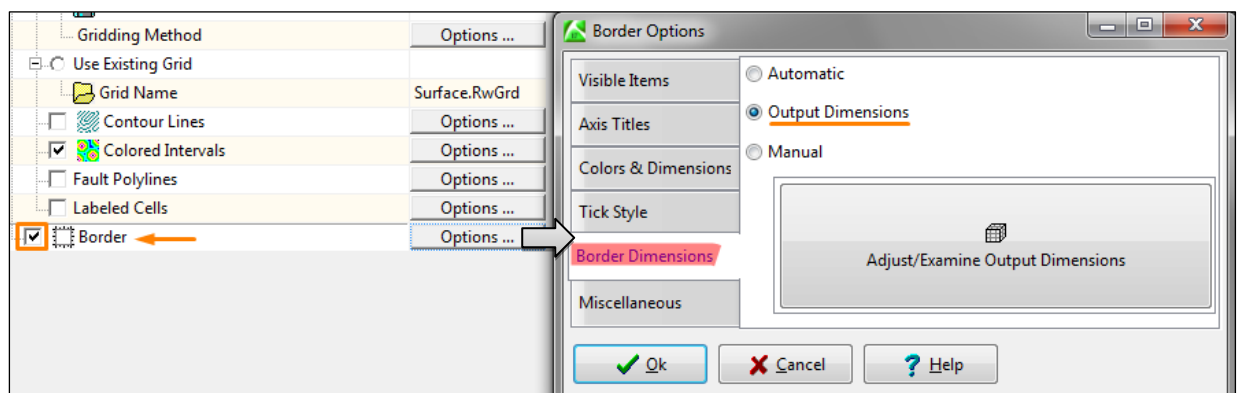 Gridding Method Options ...
Use Existing Grid
Grid Name Surface.RwGrd
Contour Lines Options ...
Colored Intervals Options ...
Fault Polylines Options ...
Labeled Cells Options ...
Border Options ...
Border Options
Visible Items
Axis Titles
Colors & Dimensions
Tick Style
Border Dimensions
Miscellaneous
Automatic
Output Dimensions
Manual
Adjust/Examine Output Dimensions
Ok Cancel Help